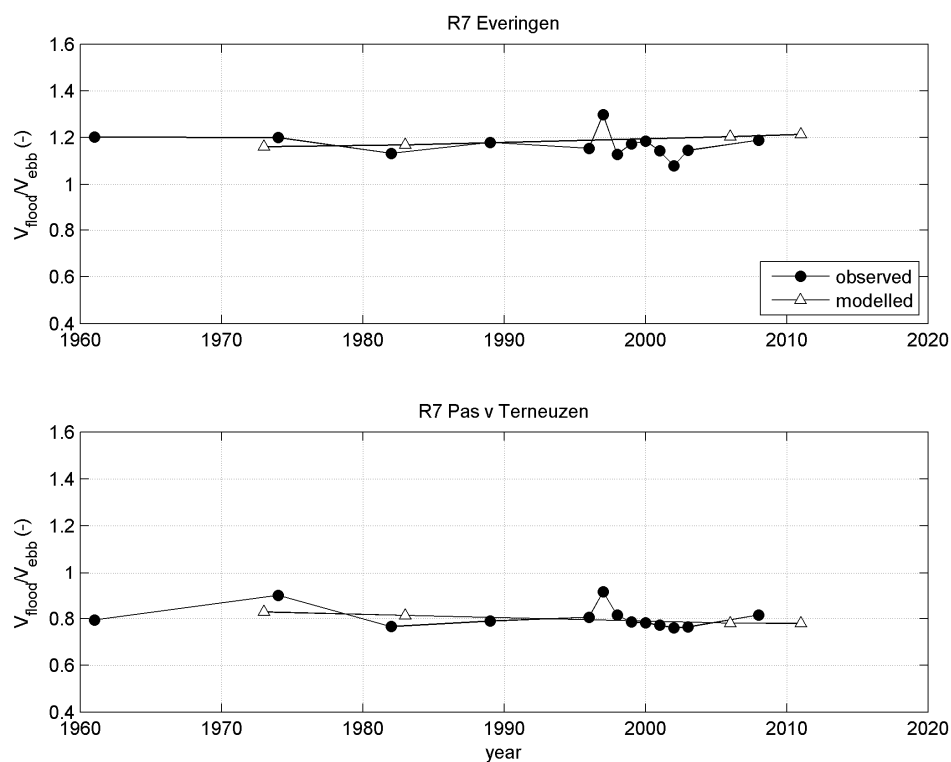 R7 Everingen
1.6
1.4
1.2
1
0.8
0.6
0.4
V_flood/V_ebb (-)
observed
modelled
1960 1970 1980 1990 2000 2010 2020
R7 Pas v Terneuzen
1.6
1.4
1.2
1
0.8
0.6
0.4
V_flood/V_ebb (-)
1960 1970 1980 1990 2000 2010 2020
year